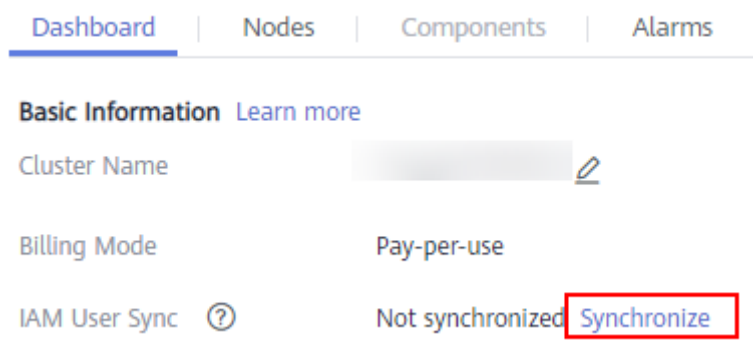 Dashboard Nodes Components Alarms
Basic Information Learn more
Cluster Name
Billing Mode Pay-per-use
IAM User Sync ? Not synchronized Synchronize